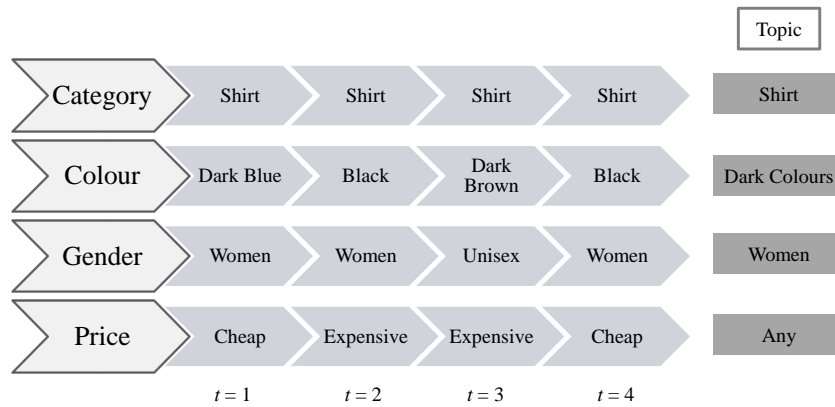 Topic
Category Shirt Shirt Shirt Shirt Shirt
Colour Dark Blue Black Dark Brown Black Dark Colours
Gender Women Women Unisex Women Women
Price Cheap Expensive Expensive Cheap Any
t = 1 t = 2 t = 3 t = 4